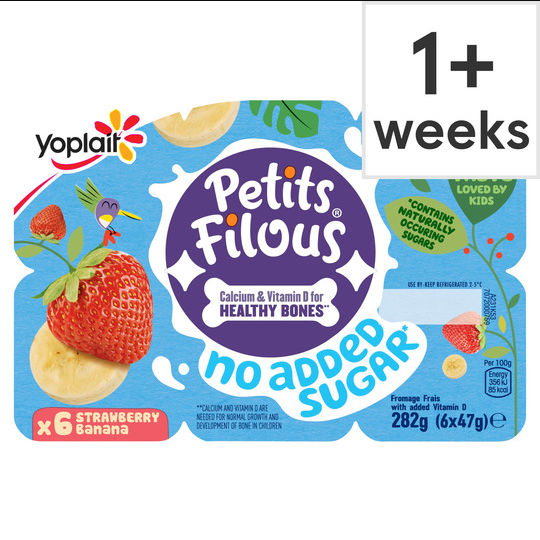 1+
weeks
yoplait
Petits
Filous®
Calcium & Vitamin D for
HEALTHY BONES**
no added
SUGAR*
LOVED BY
KIDS
*CONTAINS
NATURALLY
OCCURING
SUGARS
USE BY-KEEP REFRIGERATED 2-5°C
Per 100g
Energy
356 kJ
85 kcal
x6 STRAWBERRY
Banana
**CALCIUM AND VITAMIN D ARE
NEEDED FOR NORMAL GROWTH AND
DEVELOPMENT OF BONE IN CHILDREN
Fromage Frais
with added Vitamin D
282g (6x47g)℮